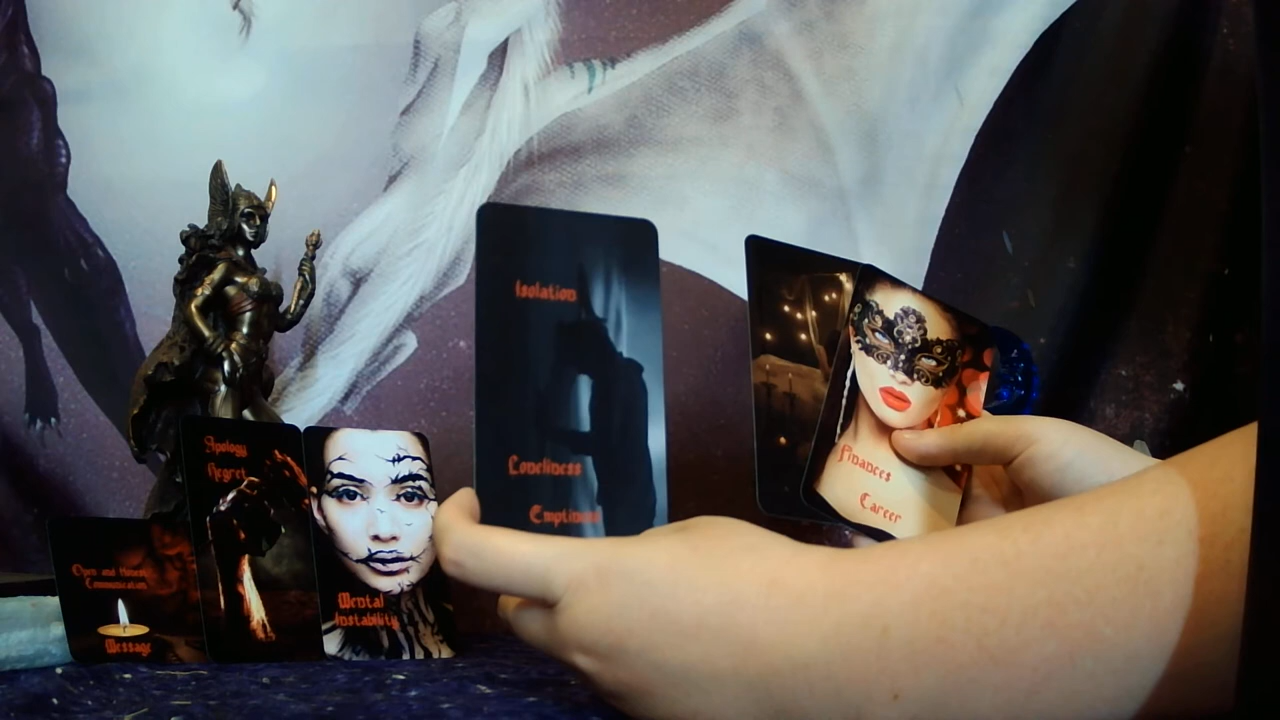 Open and Honest
Communication
Message
Apology
Regret
Mental
Instability
Isolation
Loneliness
Emptiness
Finances
Career